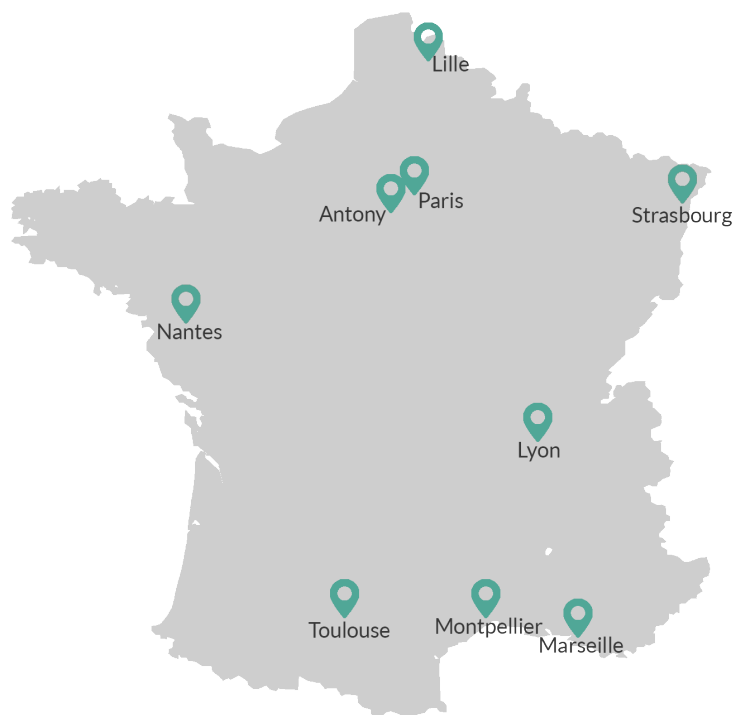 Lille
Paris
Antony
Strasbourg
Nantes
Lyon
Toulouse
Montpellier
Marseille